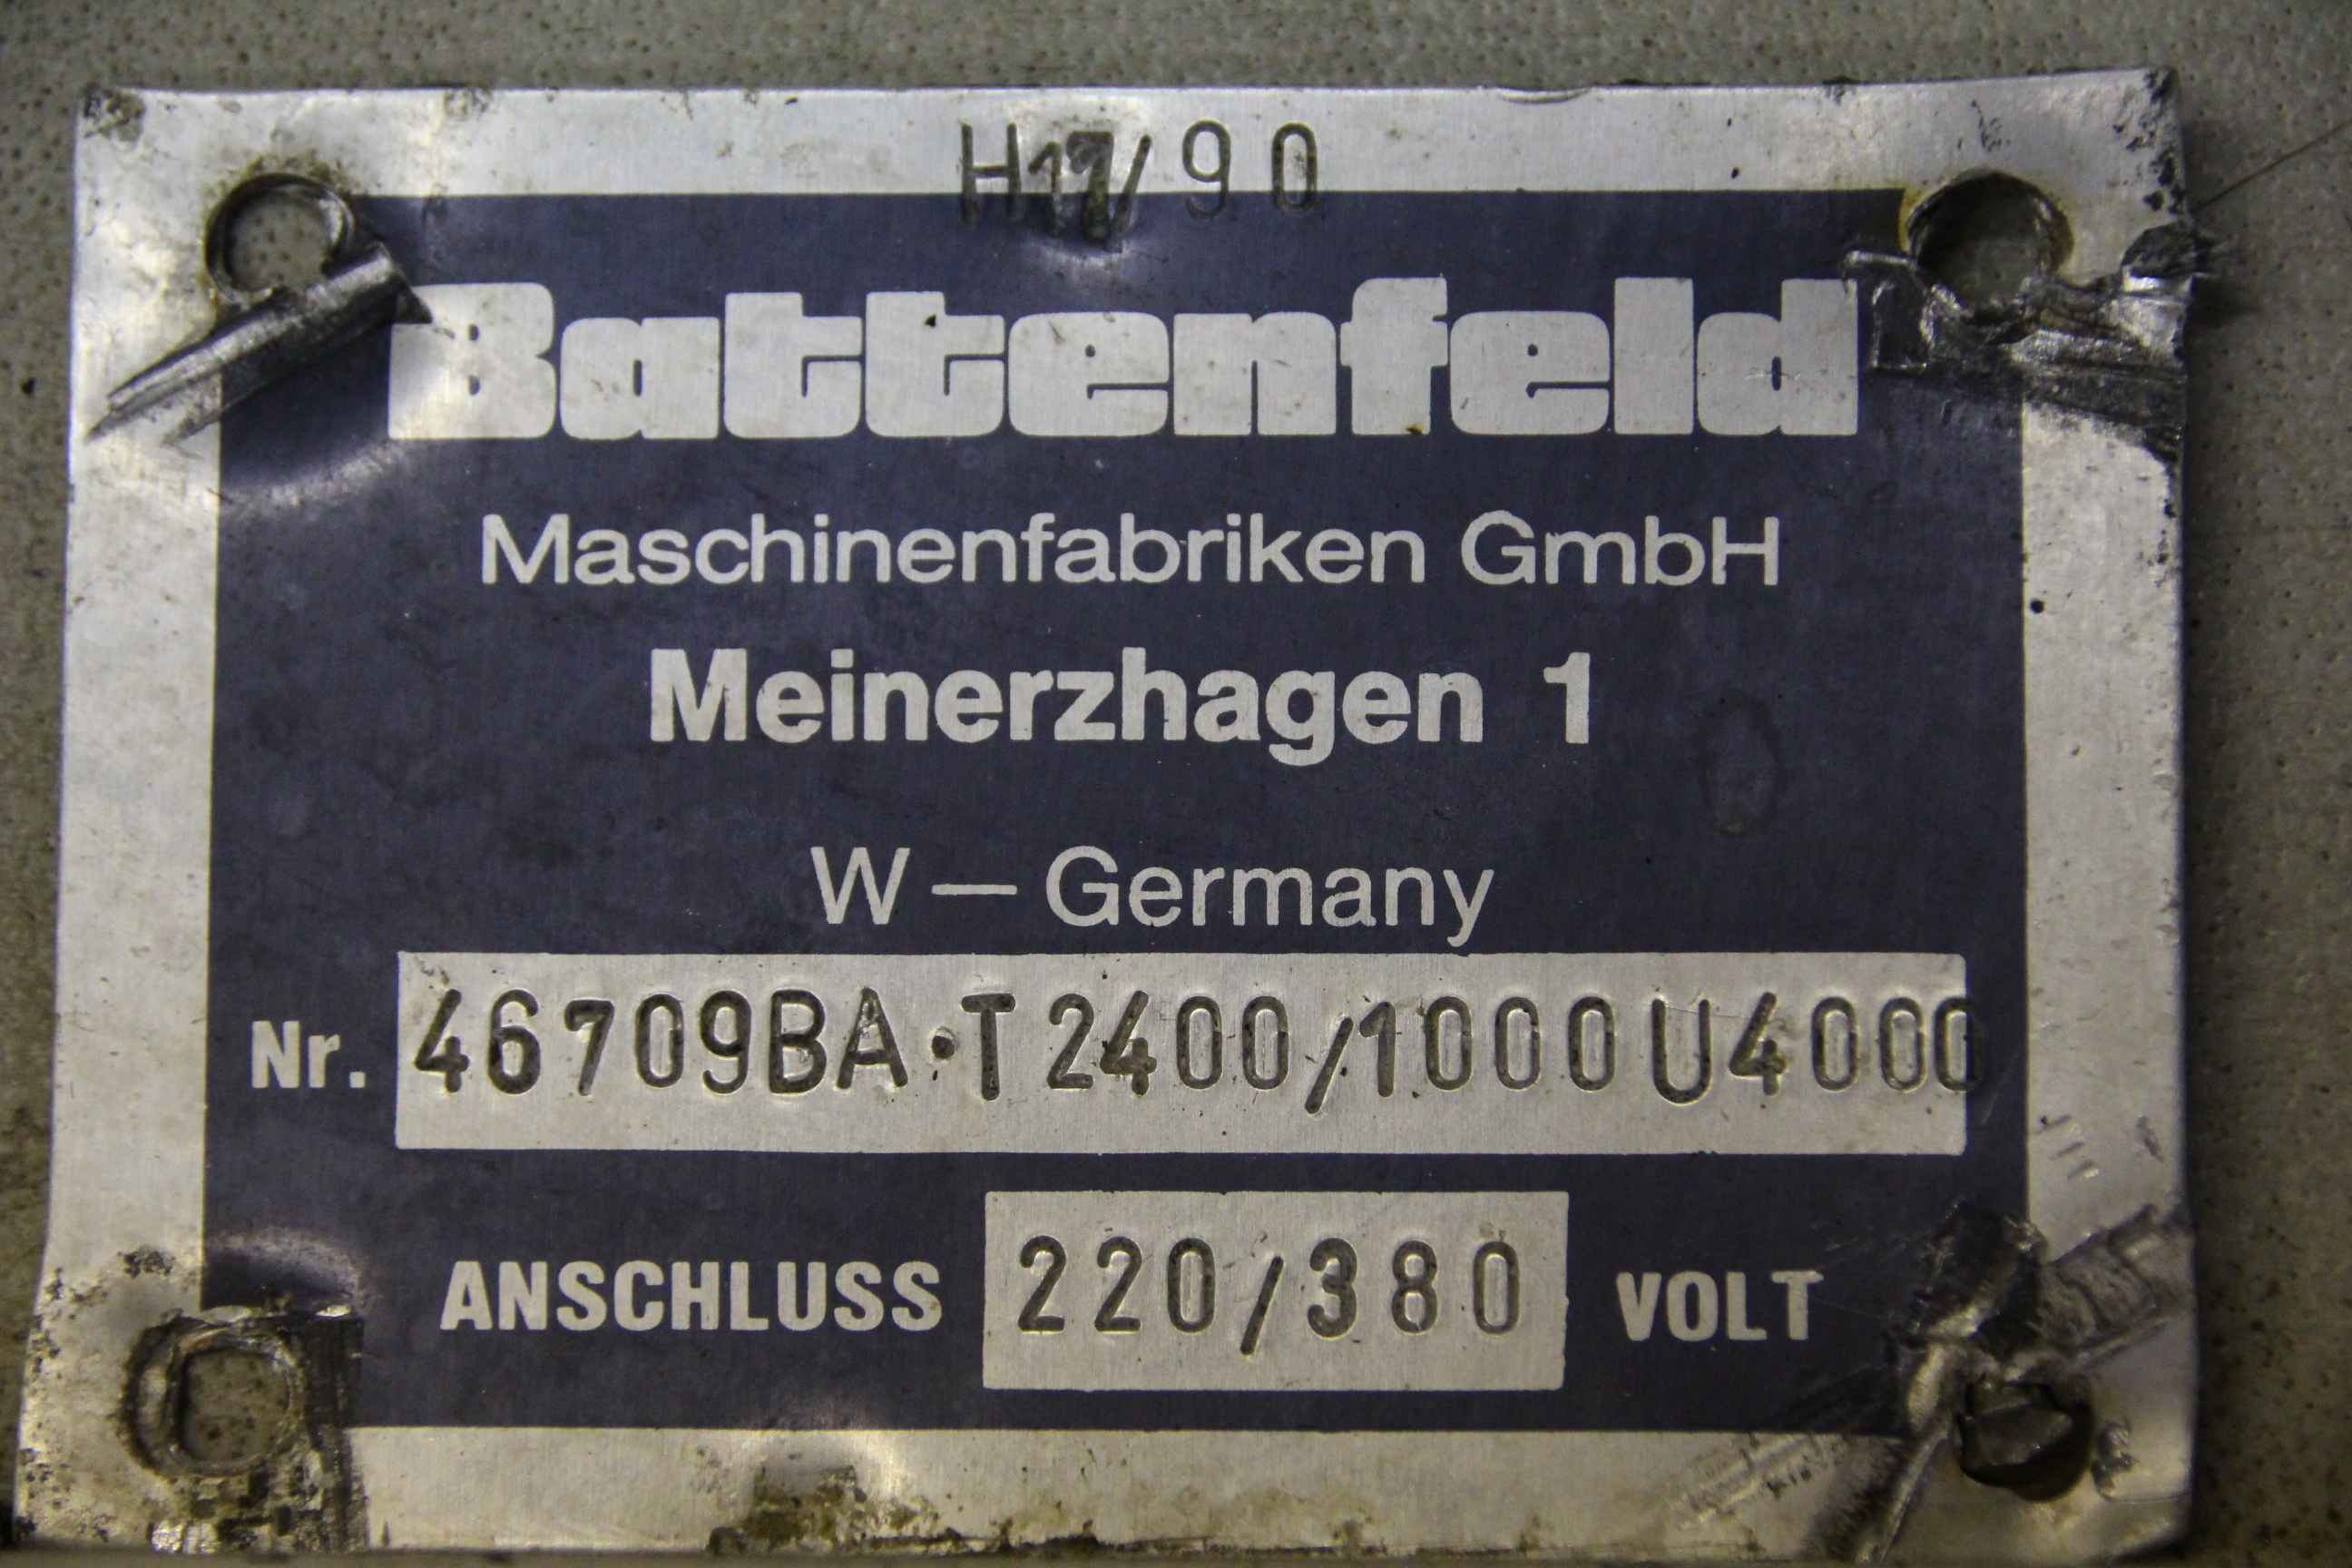 H17/90
Battenfeld
Maschinenfabriken GmbH
Meinerzhagen 1
W — Germany
Nr. 46709BA·T2400/1000U4000
ANSCHLUSS 220/380 VOLT